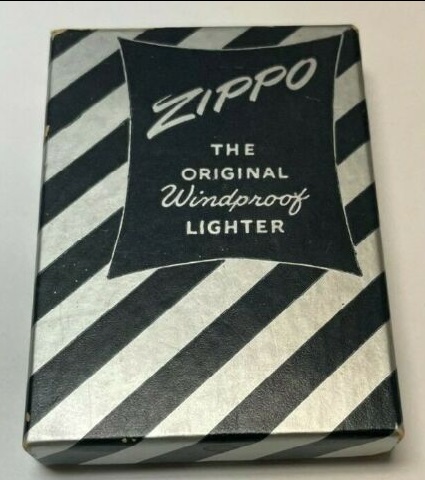 ZIPPO
THE
ORIGINAL
Windproof
LIGHTER